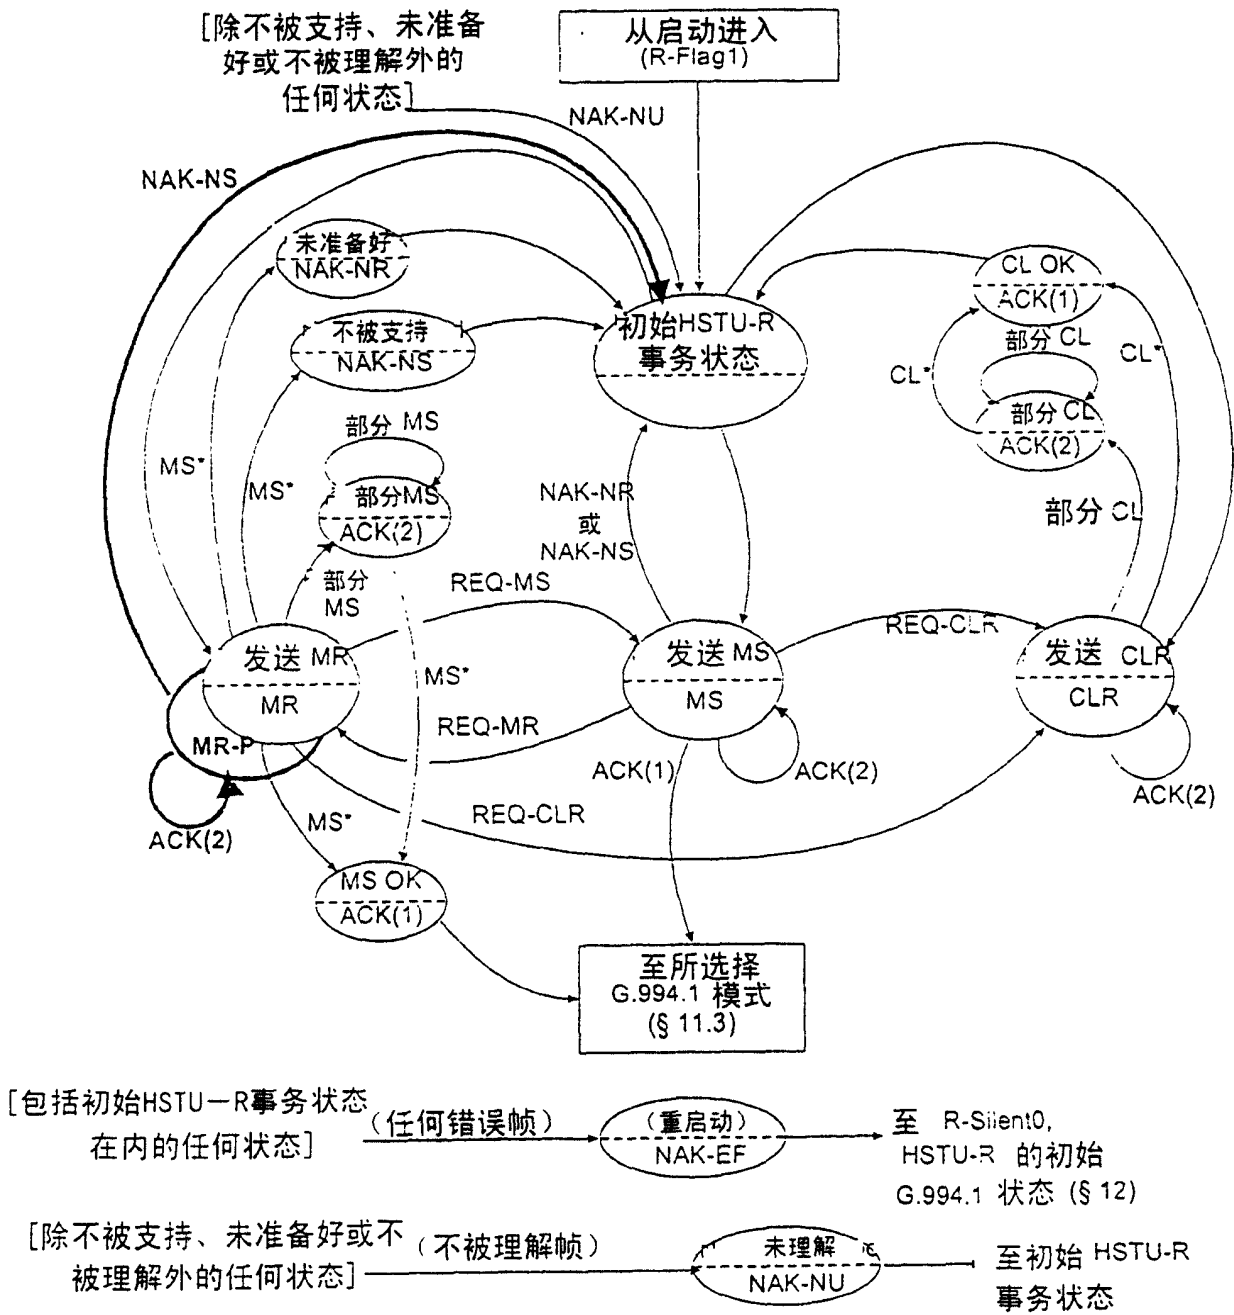 [除不被支持、未准备
好或不被理解外的
任何状态]
从启动进入
(R-Flag1)
NAK-NU
NAK-NS
未准备好
NAK-NR
不被支持
NAK-NS
初始HSTU-R
事务状态
CL OK
ACK(1)
部分 CL
CL*
CL*
部分 CL
ACK(2)
部分 CL
部分 MS
MS*
MS*
部分MS
ACK(2)
NAK-NR
或
NAK-NS
部分
MS
REQ-MS
REQ-CLR
发送 MR
MR
MS*
发送 MS
MS
发送 CLR
CLR
MR-P
REQ-MR
ACK(1)
ACK(2)
ACK(2)
ACK(2)
MS*
REQ-CLR
MS OK
ACK(1)
至所选择
G.994.1 模式
(§ 11.3)
[包括初始HSTU-R事务状态
在内的任何状态]
(任何错误帧)
(重启动)
NAK-EF
至 R-Silent0,
HSTU-R 的初始
G.994.1 状态 (§ 12)
[除不被支持、未准备好或不
被理解外的任何状态]
(不被理解帧)
未理解
NAK-NU
至初始 HSTU-R
事务状态